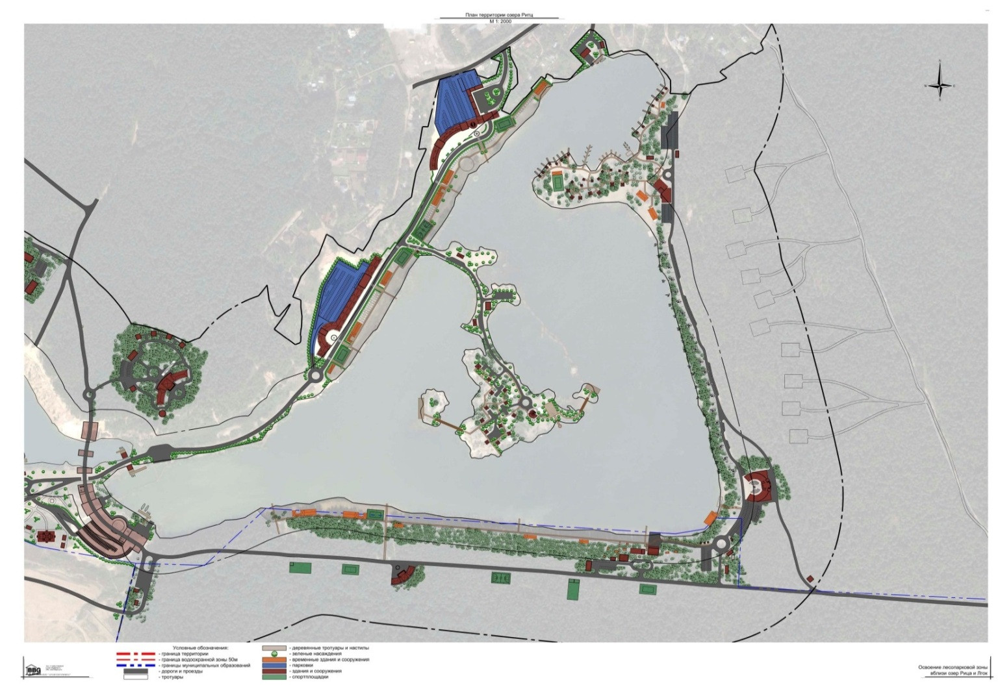 План территории озера Ритц
М 1: 2000
N
W
E
S
Условные обозначения:
- граница территории
- граница водоохранной зоны 50м
- границы муниципальных образований
- дороги и проезды
- тротуары
- деревянные тротуары и настилы
- зеленые насаждения
- временные здания и сооружения
- парковки
- здания и сооружения
- спортплощадки
BBG
Освоение лесопарковой зоны
вблизи озер Рица и Лгок